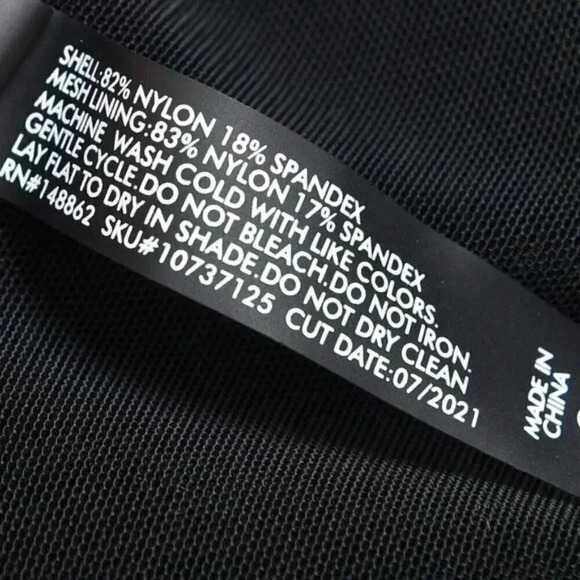 SHELL:82% NYLON 18% SPANDEX
MESH LINING:83% NYLON 17% SPANDEX
MACHINE WASH COLD WITH LIKE COLORS.
GENTLE CYCLE.DO NOT BLEACH.DO NOT IRON.
LAY FLAT TO DRY IN SHADE.DO NOT DRY CLEAN
RN#148862 SKU#10737125 CUT DATE:07/2021
MADE IN
CHINA